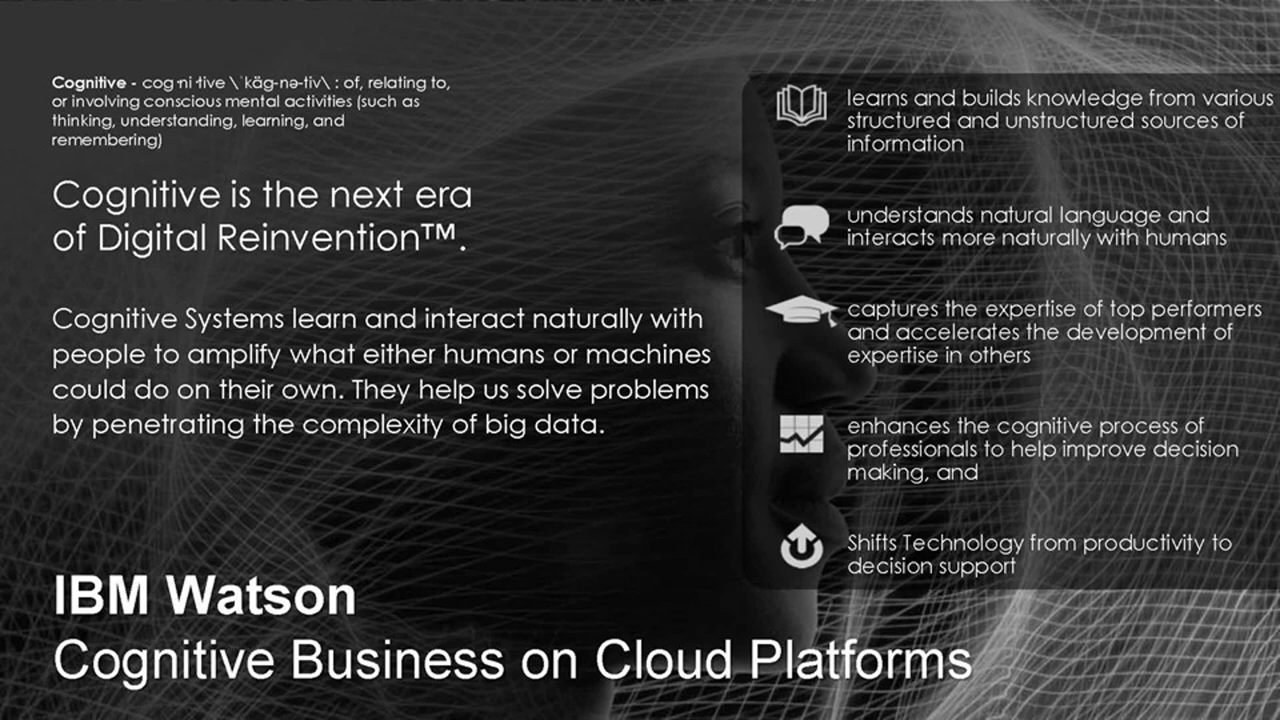 Cognitive - cog·ni·tive \ˈkäg-nə-tiv\ : of, relating to,
or involving conscious mental activities (such as
thinking, understanding, learning, and
remembering)
Cognitive is the next era
of Digital Reinvention™.
Cognitive Systems learn and interact naturally with
people to amplify what either humans or machines
could do on their own. They help us solve problems
by penetrating the complexity of big data.
learns and builds knowledge from various
structured and unstructured sources of
information
understands natural language and
interacts more naturally with humans
captures the expertise of top performers
and accelerates the development of
expertise in others
enhances the cognitive process of
professionals to help improve decision
making, and
Shifts Technology from productivity to
decision support
IBM Watson
Cognitive Business on Cloud Platforms